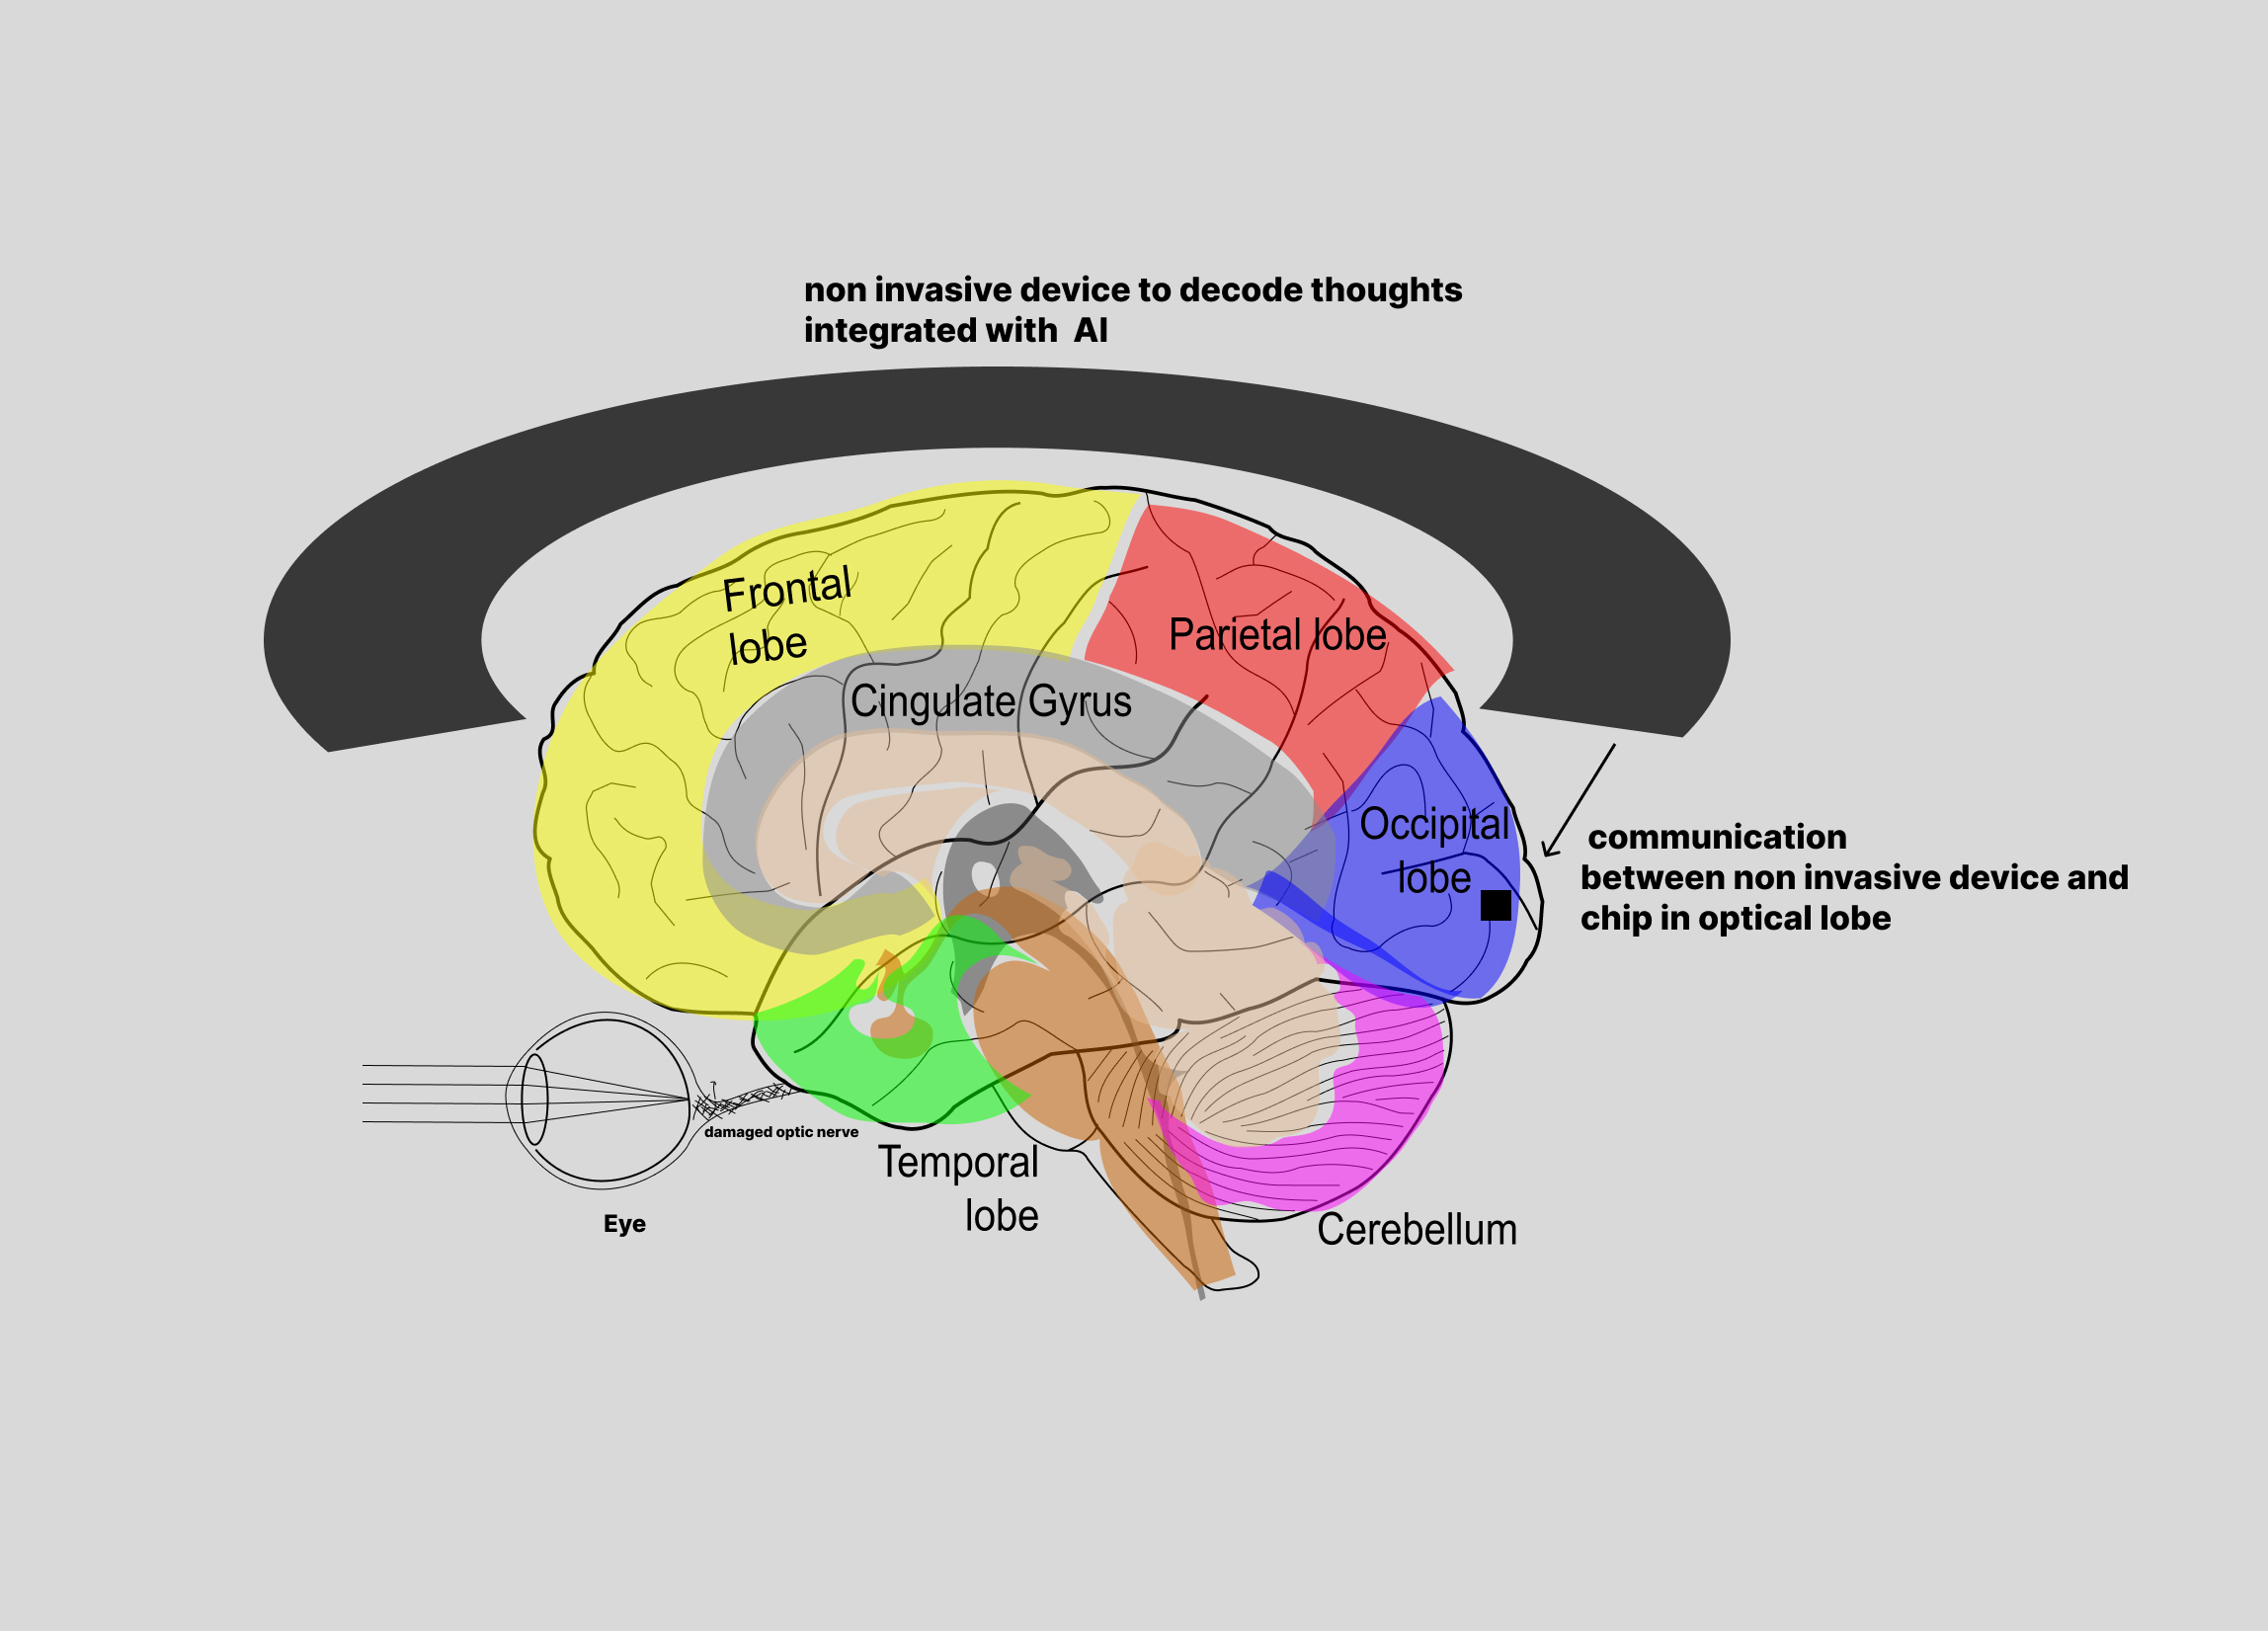 non invasive device to decode thoughts
integrated with AI
Frontal
lobe
Parietal lobe
Cingulate Gyrus
Occipital
lobe
communication
between non invasive device and
chip in optical lobe
damaged optic nerve
Temporal
lobe
Eye
Cerebellum